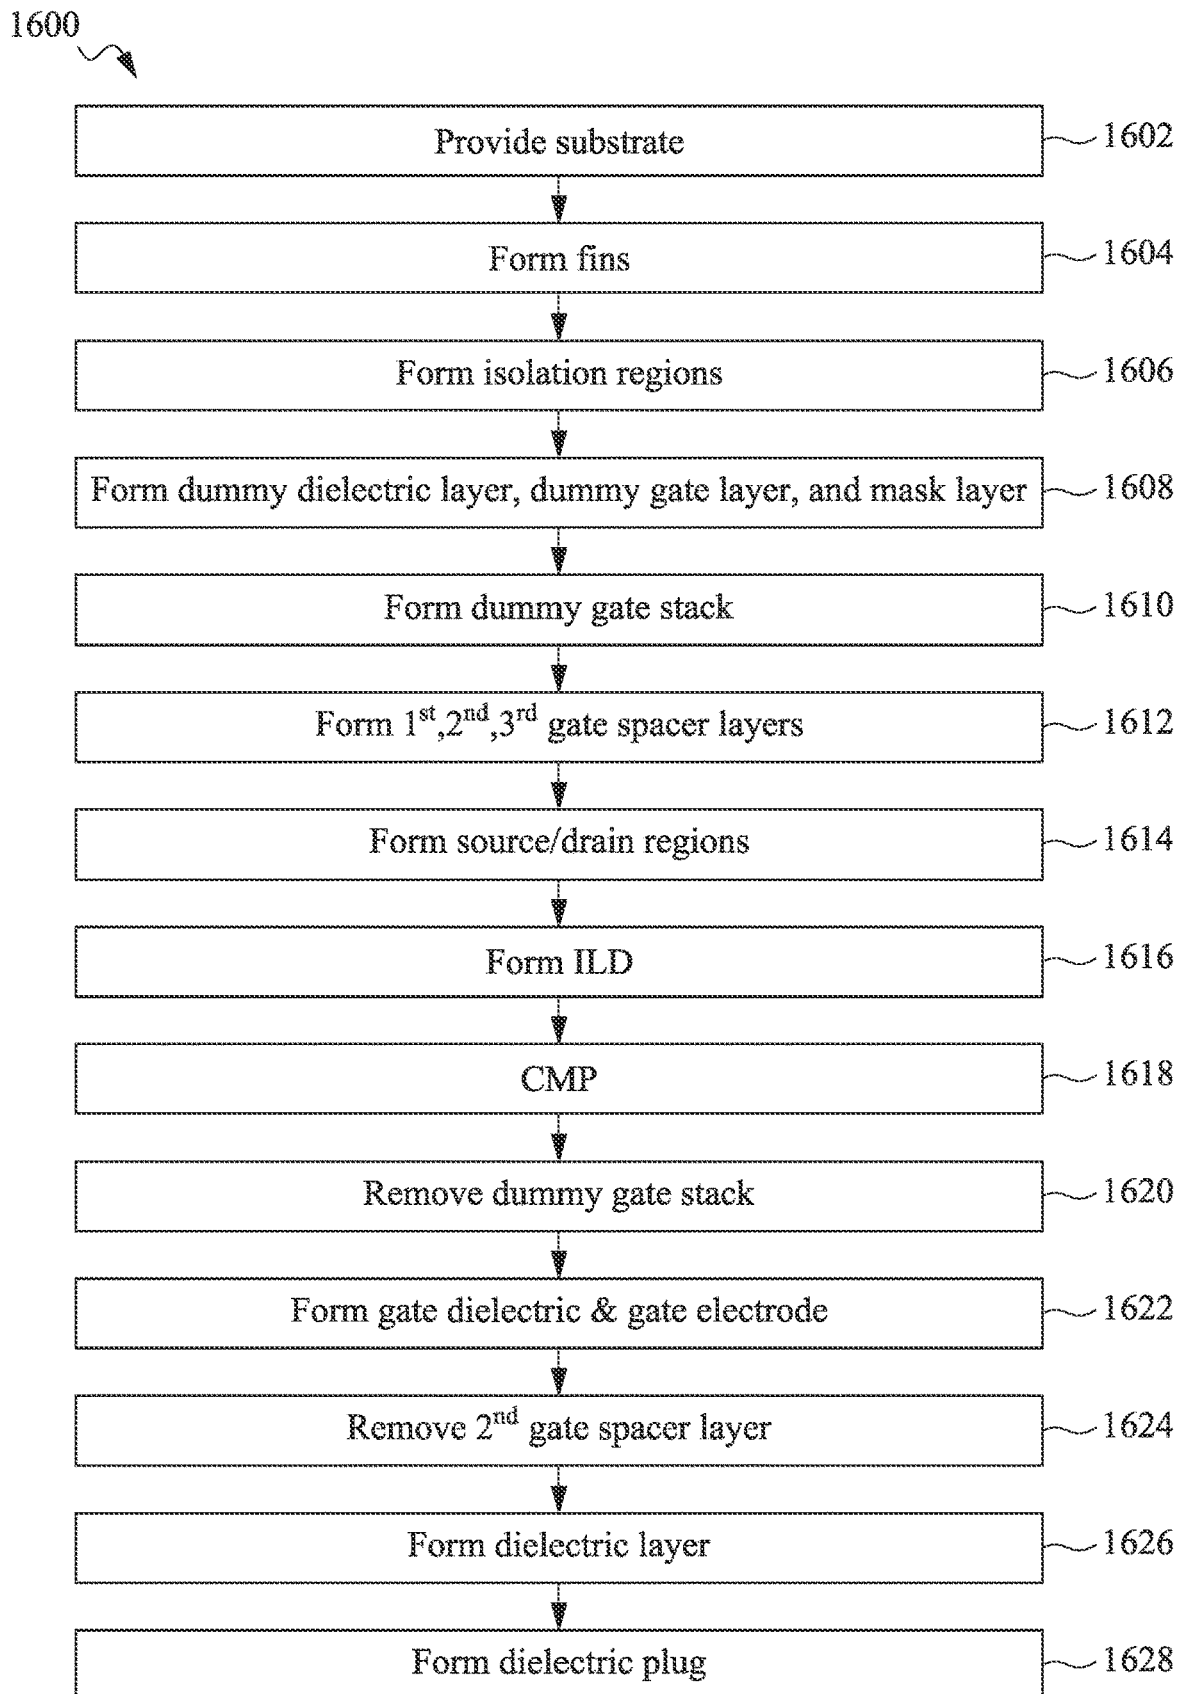 1600
Provide substrate 1602
Form fins 1604
Form isolation regions 1606
Form dummy dielectric layer, dummy gate layer, and mask layer 1608
Form dummy gate stack 1610
Form 1st,2nd,3rd gate spacer layers 1612
Form source/drain regions 1614
Form ILD 1616
CMP 1618
Remove dummy gate stack 1620
Form gate dielectric & gate electrode 1622
Remove 2nd gate spacer layer 1624
Form dielectric layer 1626
Form dielectric plug 1628